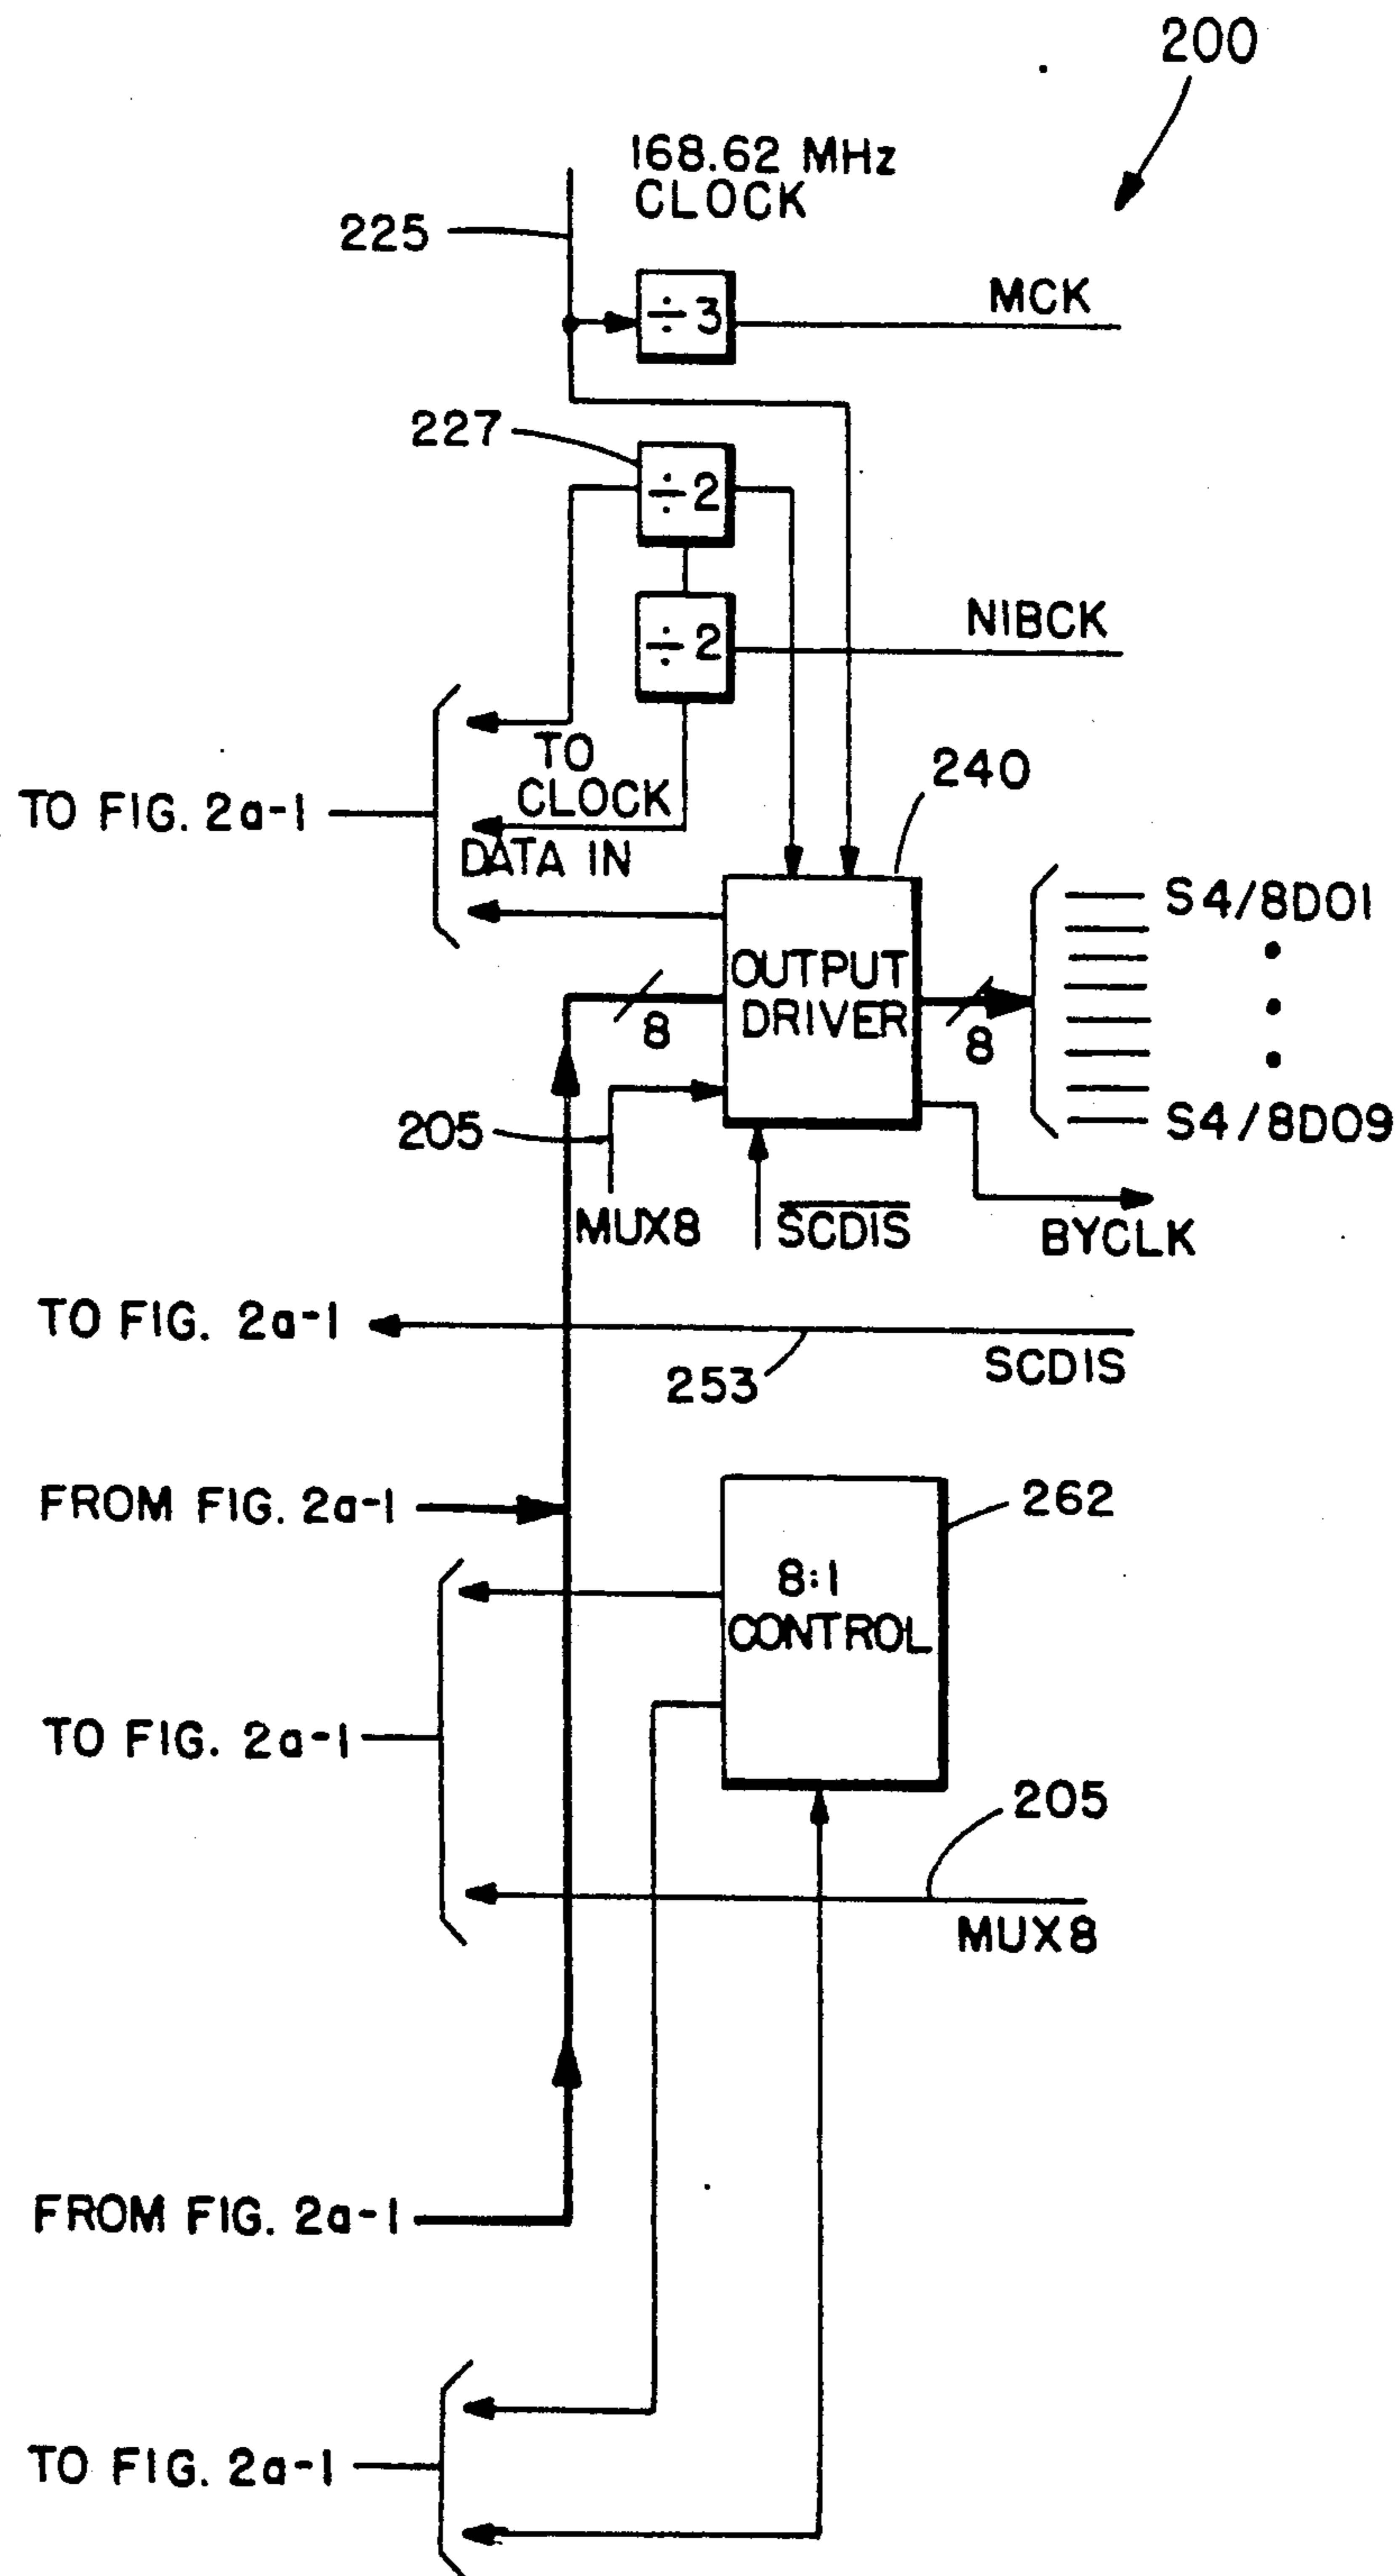 200
168.62 MHz
CLOCK
225
÷3
MCK
227
÷2
÷2
NIBCK
TO
CLOCK
TO FIG. 2a-1
DATA IN
240
OUTPUT
DRIVER
8
8
S4/8D01
S4/8D09
205
MUX8
SCDIS
BYCLK
TO FIG. 2a-1
253
SCDIS
FROM FIG. 2a-1
262
8:1
CONTROL
TO FIG. 2a-1
205
MUX8
FROM FIG. 2a-1
TO FIG. 2a-1